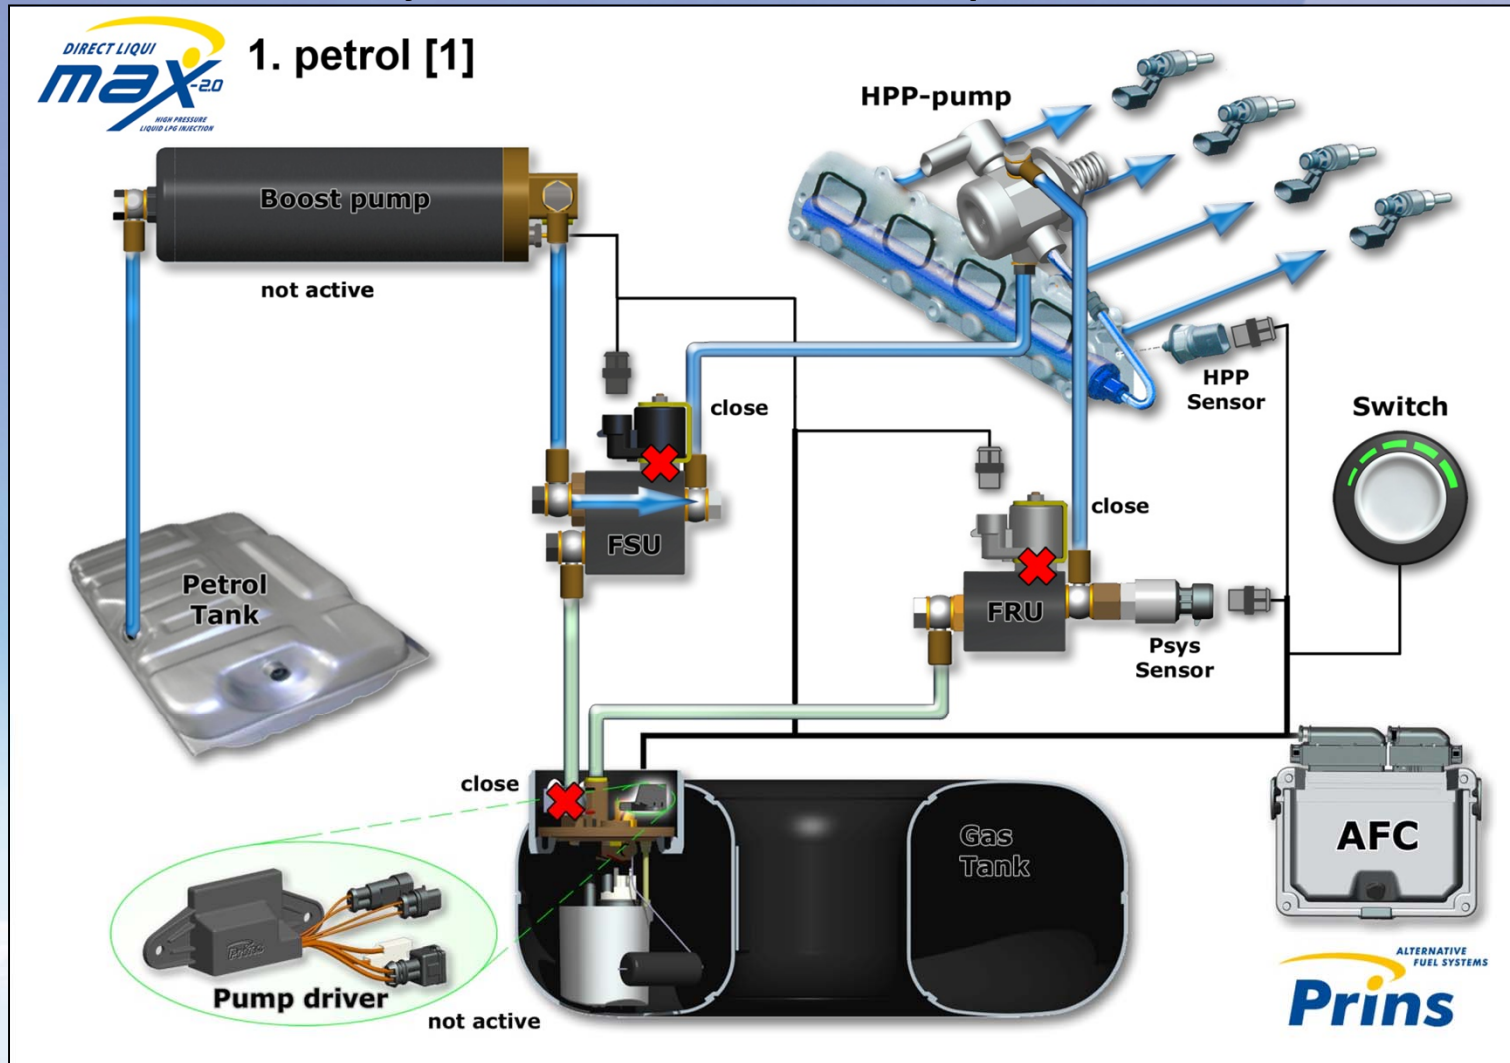 DIRECT LIQUI
max-2.0
HIGH PRESSURE
LIQUID LPG INJECTION
1. petrol [1]
HPP-pump
Boost pump
not active
HPP
Sensor
close
Switch
close
FSU
Petrol
Tank
FRU
Psys
Sensor
close
Gas
Tank
AFC
Pump driver
not active
ALTERNATIVE
FUEL SYSTEMS
Prins